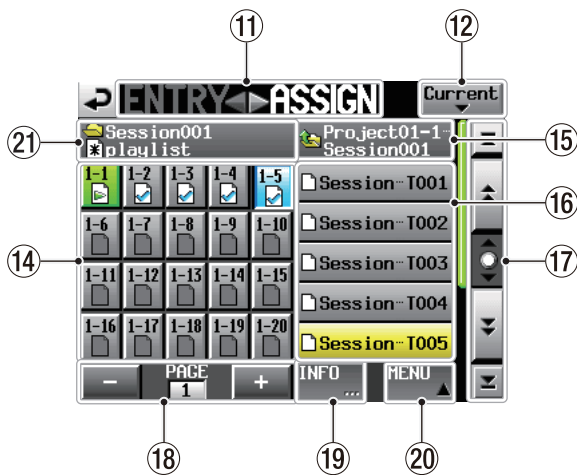 ⑪
⑫
ENTRY ASSIGN
Current
㉑
Session001
playlist
Project01-1…
Session001
⑮
1-1 1-2 1-3 1-4 1-5
Session…T001
⑯
1-6 1-7 1-8 1-9 1-10
Session…T002
⑭
1-11 1-12 1-13 1-14 1-15
Session…T003
⑰
1-16 1-17 1-18 1-19 1-20
Session…T004
Session…T005
− PAGE +
1
INFO
...
MENU
⑱
⑲
⑳